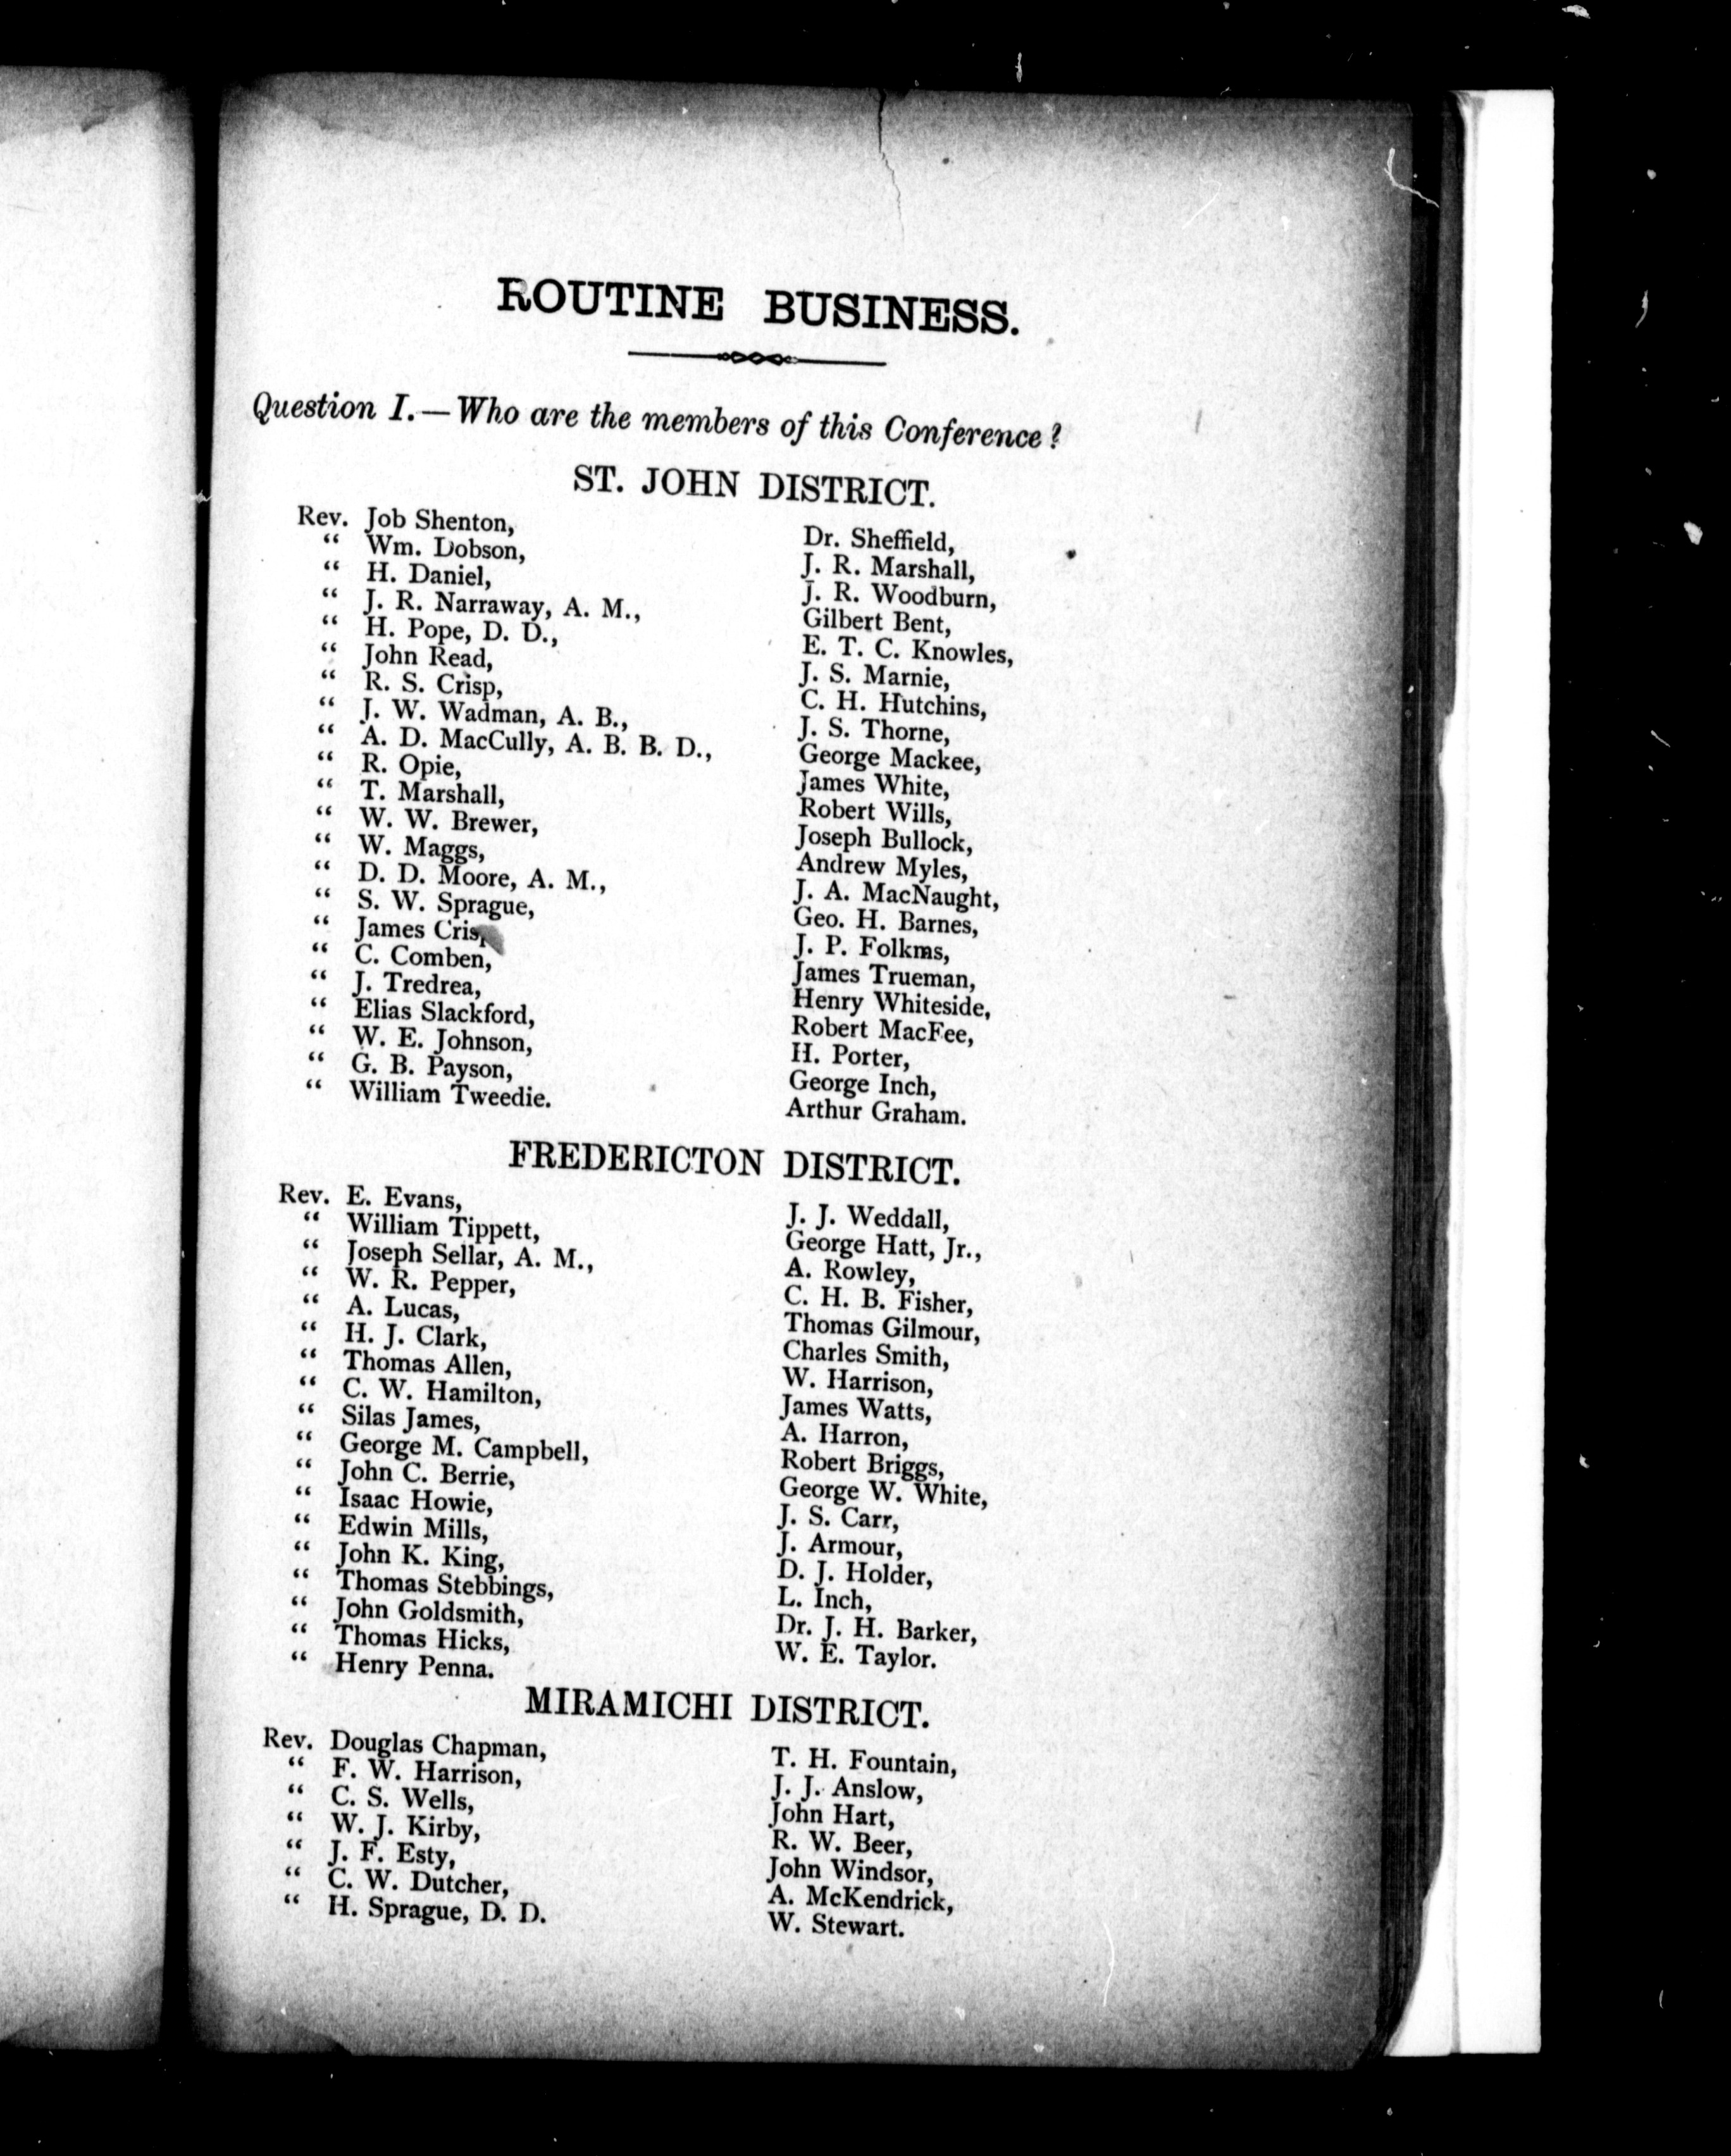 ROUTINE BUSINESS.
Question I.—Who are the members of this Conference?
ST. JOHN DISTRICT.
Rev. Job Shenton,
“ Wm. Dobson,
“ H. Daniel,
“ J. R. Narraway, A. M.,
“ H. Pope, D. D.,
“ John Read,
“ R. S. Crisp,
“ J. W. Wadman, A. B.,
“ A. D. MacCully, A. B. B. D.,
“ R. Opie,
“ T. Marshall,
“ W. W. Brewer,
“ W. Maggs,
“ D. D. Moore, A. M.,
“ S. W. Sprague,
“ James Crisp
“ C. Comben,
“ J. Tredrea,
“ Elias Slackford,
“ W. E. Johnson,
“ G. B. Payson,
“ William Tweedie.
Dr. Sheffield,
J. R. Marshall,
J. R. Woodburn,
Gilbert Bent,
E. T. C. Knowles,
J. S. Marnie,
C. H. Hutchins,
J. S. Thorne,
George Mackee,
James White,
Robert Wills,
Joseph Bullock,
Andrew Myles,
J. A. MacNaught,
Geo. H. Barnes,
J. P. Folkms,
James Trueman,
Henry Whiteside,
Robert MacFee,
H. Porter,
George Inch,
Arthur Graham.
FREDERICTON DISTRICT.
Rev. E. Evans,
“ William Tippett,
“ Joseph Sellar, A. M.,
“ W. R. Pepper,
“ A. Lucas,
“ H. J. Clark,
“ Thomas Allen,
“ C. W. Hamilton,
“ Silas James,
“ George M. Campbell,
“ John C. Berrie,
“ Isaac Howie,
“ Edwin Mills,
“ John K. King,
“ Thomas Stebbings,
“ John Goldsmith,
“ Thomas Hicks,
“ Henry Penna.
J. J. Weddall,
George Hatt, Jr.,
A. Rowley,
C. H. B. Fisher,
Thomas Gilmour,
Charles Smith,
W. Harrison,
James Watts,
A. Harron,
Robert Briggs,
George W. White,
J. S. Carr,
J. Armour,
D. J. Holder,
L. Inch,
Dr. J. H. Barker,
W. E. Taylor.
MIRAMICHI DISTRICT.
Rev. Douglas Chapman,
“ F. W. Harrison,
“ C. S. Wells,
“ W. J. Kirby,
“ J. F. Esty,
“ C. W. Dutcher,
“ H. Sprague, D. D.
T. H. Fountain,
J. J. Anslow,
John Hart,
R. W. Beer,
John Windsor,
A. McKendrick,
W. Stewart.